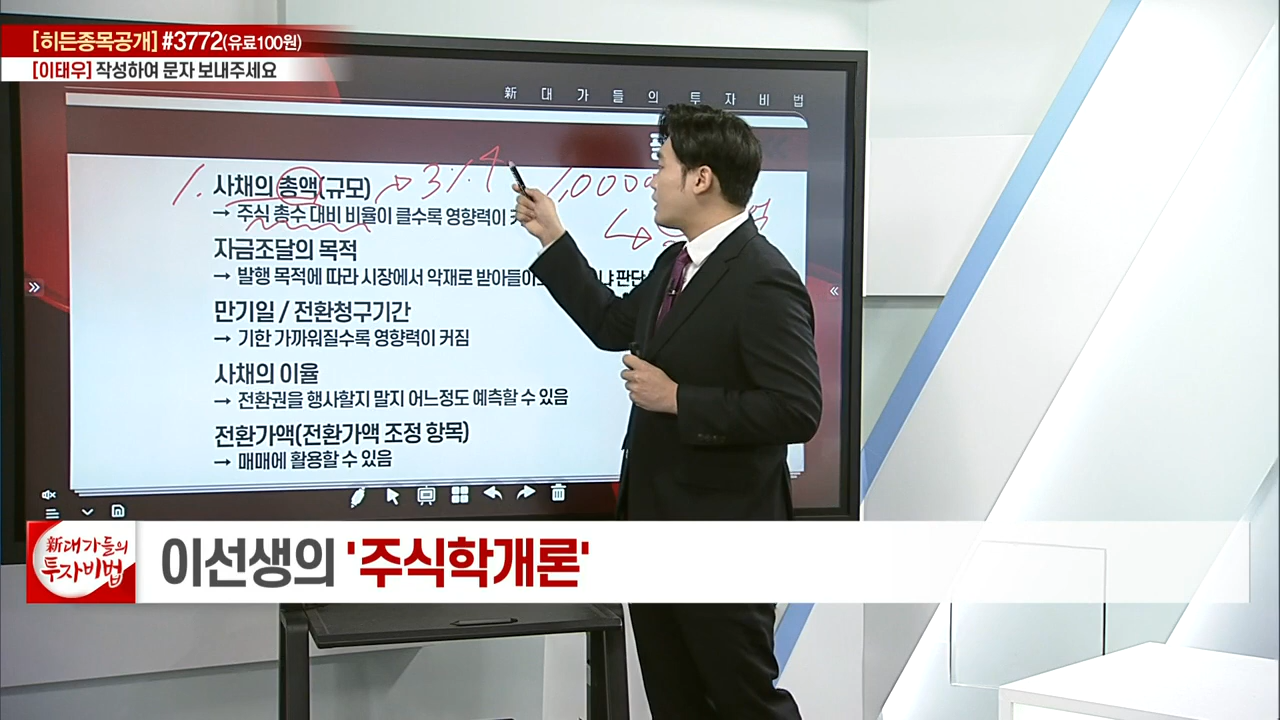 [히든종목공개] #3772(유료100원)
[이태우] 작성하여 문자 보내주세요
新 대 가 들 의 투 자 비 법
1. 사채의 총액(규모) → 3%↑ 1,000
→ 주식 총수 대비 비율이 클수록 영향력이
자금조달의 목적
→ 발행 목적에 따라 시장에서 악재로 받아들이 냐 판단
만기일 / 전환청구기간
→ 기한 가까워질수록 영향력이 커짐
사채의 이율
→ 전환권을 행사할지 말지 어느정도 예측할 수 있음
전환가액(전환가액 조정 항목)
→ 매매에 활용할 수 있음
新대가들의
투자비법
이선생의 '주식학개론'